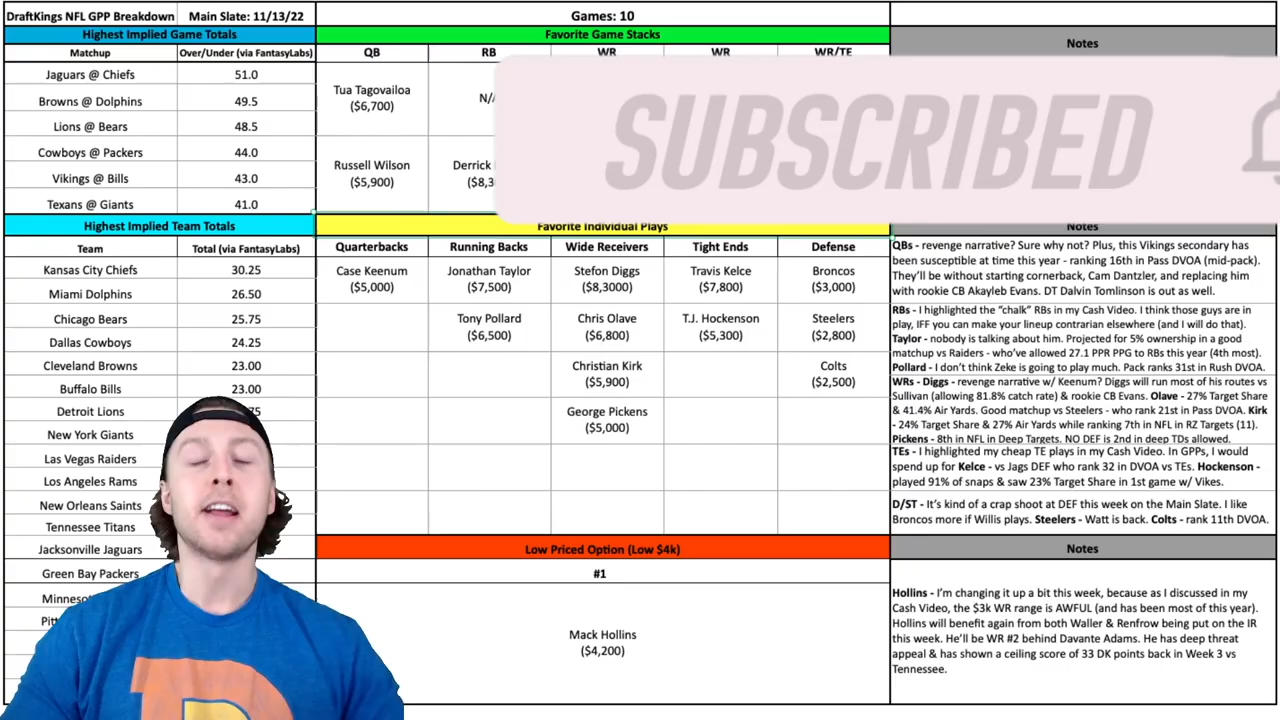 DraftKings NFL GPP Breakdown Main Slate: 11/13/22 Games: 10
Highest Implied Game Totals Favorite Game Stacks
Notes
Matchup Over/Under (via FantasyLabs) QB RB WR WR WR/TE
Jaguars @ Chiefs 51.0
Browns @ Dolphins 49.5
Lions @ Bears 48.5
Cowboys @ Packers 44.0
Vikings @ Bills 43.0
Texans @ Giants 41.0
Tua Tagovailoa
($6,700)
Russell Wilson Derrick
($5,900)
SUBSCRIBED
Highest Implied Team Totals Favorite Individual Plays Notes
Team Total (via FantasyLabs)
Kansas City Chiefs 30.25
Miami Dolphins 26.50
Chicago Bears 25.75
Dallas Cowboys 24.25
Cleveland Browns 23.00
Buffalo Bills 23.00
Detroit Lions
New York Giants
Las Vegas Raiders
Los Angeles Rams
New Orleans Saints
Tennessee Titans
Jacksonville Jaguars
Green Bay Packers
Quarterbacks Running Backs Wide Receivers Tight Ends Defense
Case Keenum Jonathan Taylor Stefon Diggs Travis Kelce Broncos
($5,000) ($7,500) ($8,3000) ($7,800) ($3,000)
Tony Pollard Chris Olave T.J. Hockenson Steelers
($6,500) ($6,800) ($5,300) ($2,800)
Christian Kirk Colts
($5,900) ($2,500)
George Pickens
($5,000)
QBs - revenge narrative? Sure why not? Plus, this Vikings secondary has
been susceptible at time this year - ranking 16th in Pass DVOA (mid-pack).
They'll be without starting cornerback, Cam Dantzler, and replacing him
with rookie CB Akayleb Evans. DT Dalvin Tomlinson is out as well.
RBs - I highlighted the "chalk" RBs in my Cash Video. I think those guys are in
play, IFF you can make your lineup contrarian elsewhere (and I will do that).
Taylor - nobody is talking about him. Projected for 5% ownership in a good
matchup vs Raiders - who've allowed 27.1 PPR PPG to RBs this year (4th most).
Pollard - I don't think Zeke is going to play much. Pack ranks 31st in Rush DVOA.
WRs - Diggs - revenge narrative w/ Keenum? Diggs will run most of his routes vs
Sullivan (allowing 81.8% catch rate) & rookie CB Evans. Olave - 27% Target Share
& 41.4% Air Yards. Good matchup vs Steelers - who rank 21st in Pass DVOA. Kirk
- 24% Target Share & 27% Air Yards while ranking 7th in NFL in RZ Targets (11).
Pickens - 8th in NFL in Deep Targets. NO DEF is 2nd in deep TDs allowed.
TEs - I highlighted my cheap TE plays in my Cash Video. In GPPs, I would
spend up for Kelce - vs Jags DEF who rank 32 in DVOA vs TEs. Hockenson -
played 91% of snaps & saw 23% Target Share in 1st game w/ Vikes.
D/ST - It's kind of a crap shoot at DEF this week on the Main Slate. I like
Broncos more if Willis plays. Steelers - Watt is back. Colts - rank 11th DVOA.
Low Priced Option (Low $4k) Notes
#1
Mack Hollins
($4,200)
Hollins - I'm changing it up a bit this week, because as I discussed in my
Cash Video, the $3k WR range is AWFUL (and has been most of this year).
Hollins will benefit again from both Waller & Renfrow being put on the IR
this week. He'll be WR #2 behind Davante Adams. He has deep threat
appeal & has shown a ceiling score of 33 DK points back in Week 3 vs
Tennessee.